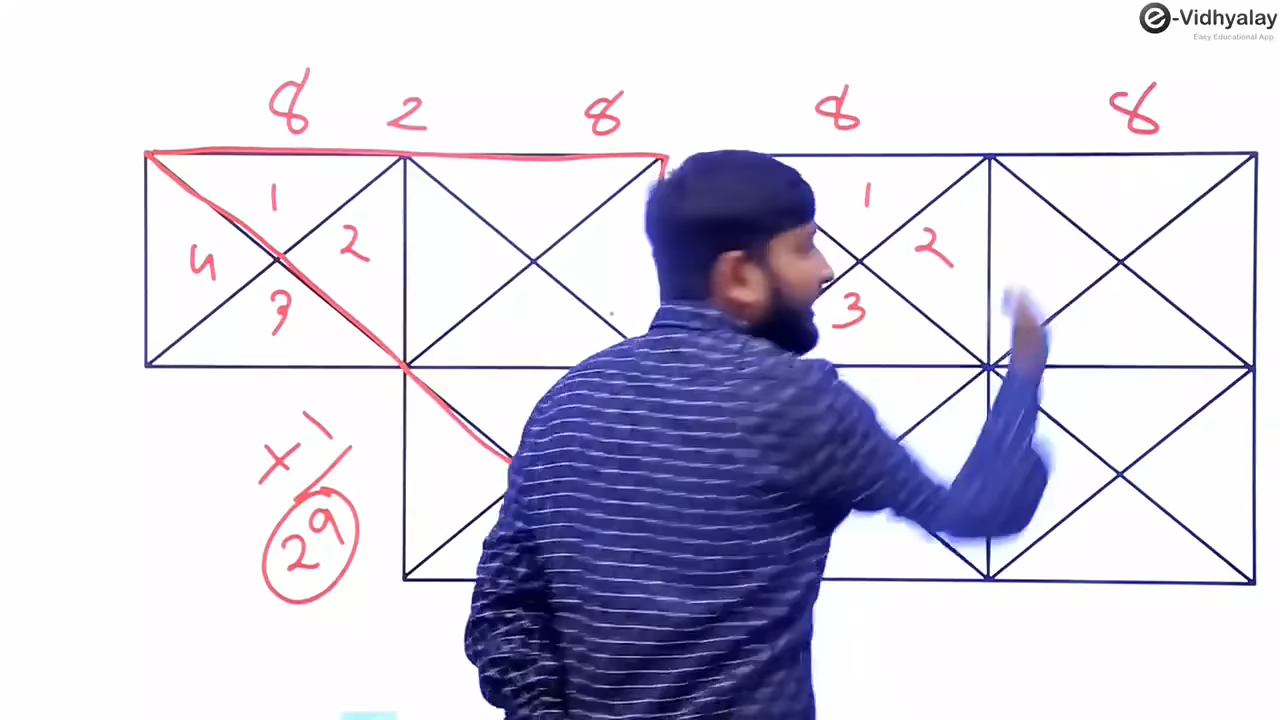 e-Vidhyalay
Easy Educational App
8 2 8 8 8
1 1
2 2
4
3 3
+1
29